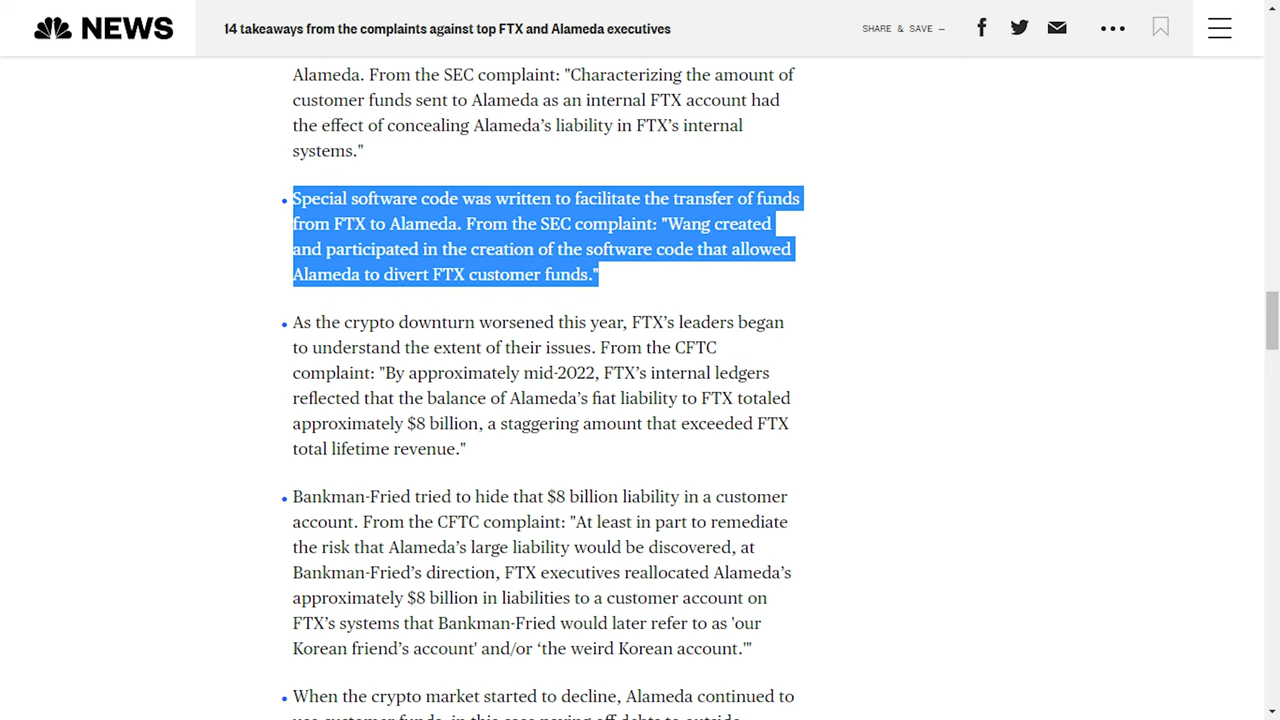 NEWS
14 takeaways from the complaints against top FTX and Alameda executives
SHARE & SAVE —
Alameda. From the SEC complaint: "Characterizing the amount of
customer funds sent to Alameda as an internal FTX account had
the effect of concealing Alameda’s liability in FTX’s internal
systems."
• Special software code was written to facilitate the transfer of funds
from FTX to Alameda. From the SEC complaint: "Wang created
and participated in the creation of the software code that allowed
Alameda to divert FTX customer funds."
• As the crypto downturn worsened this year, FTX’s leaders began
to understand the extent of their issues. From the CFTC
complaint: "By approximately mid-2022, FTX’s internal ledgers
reflected that the balance of Alameda’s fiat liability to FTX totaled
approximately $8 billion, a staggering amount that exceeded FTX
total lifetime revenue."
• Bankman-Fried tried to hide that $8 billion liability in a customer
account. From the CFTC complaint: "At least in part to remediate
the risk that Alameda’s large liability would be discovered, at
Bankman-Fried’s direction, FTX executives reallocated Alameda’s
approximately $8 billion in liabilities to a customer account on
FTX’s systems that Bankman-Fried would later refer to as 'our
Korean friend’s account' and/or ‘the weird Korean account.'"
• When the crypto market started to decline, Alameda continued to
use customer funds, in this case paying off debts to outside